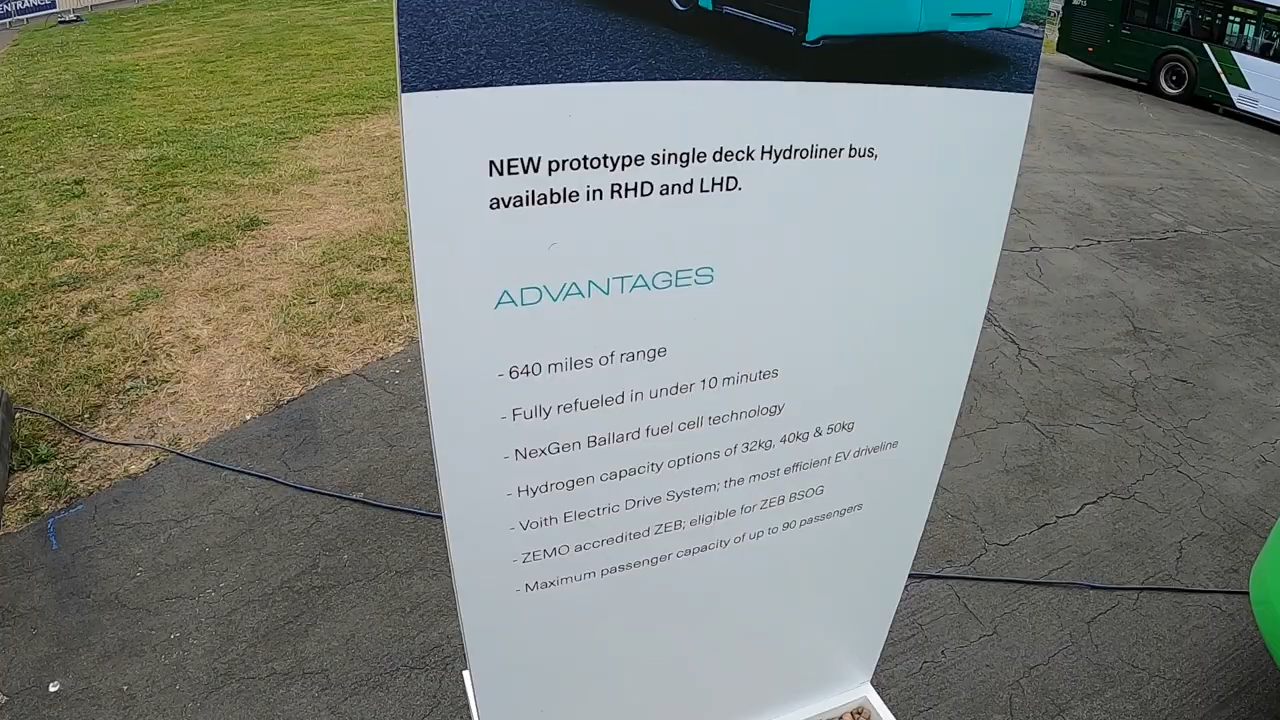 ENTRANCE
NEW prototype single deck Hydroliner bus,
available in RHD and LHD.
ADVANTAGES
- 640 miles of range
- Fully refueled in under 10 minutes
- NexGen Ballard fuel cell technology
- Hydrogen capacity options of 32kg, 40kg & 50kg
- Voith Electric Drive System; the most efficient EV driveline
- ZEMO accredited ZEB; eligible for ZEB BSOG
- Maximum passenger capacity of up to 90 passengers